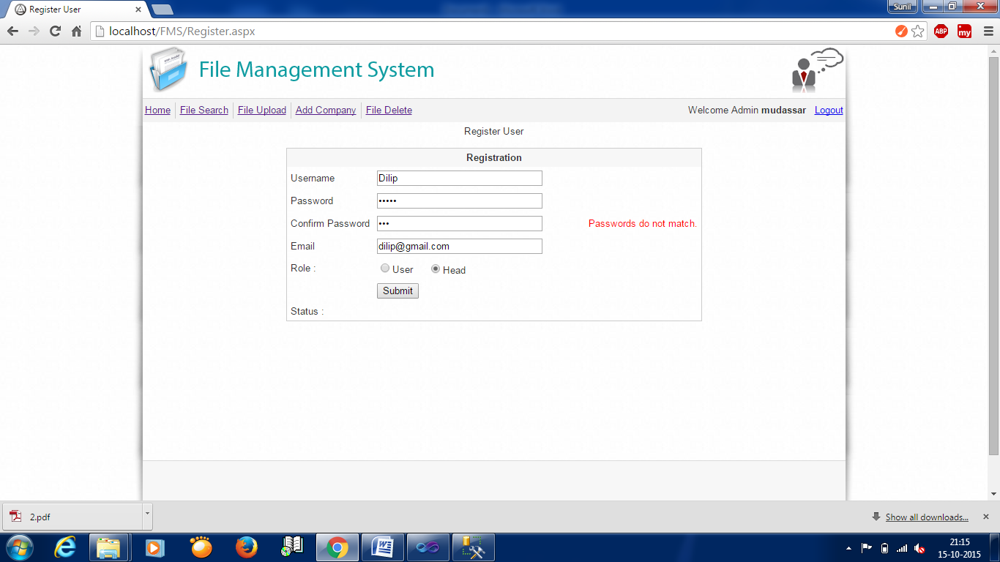 Register User
Sunil
localhost/FMS/Register.aspx
ABP
my
File Management System
Home File Search File Upload Add Company File Delete Welcome Admin mudassar Logout
Register User
Registration
Username Dilip
Password •••••
Confirm Password ••• Passwords do not match.
Email dilip@gmail.com
Role : User Head
Submit
Status :
2.pdf Show all downloads...
21:15
15-10-2015